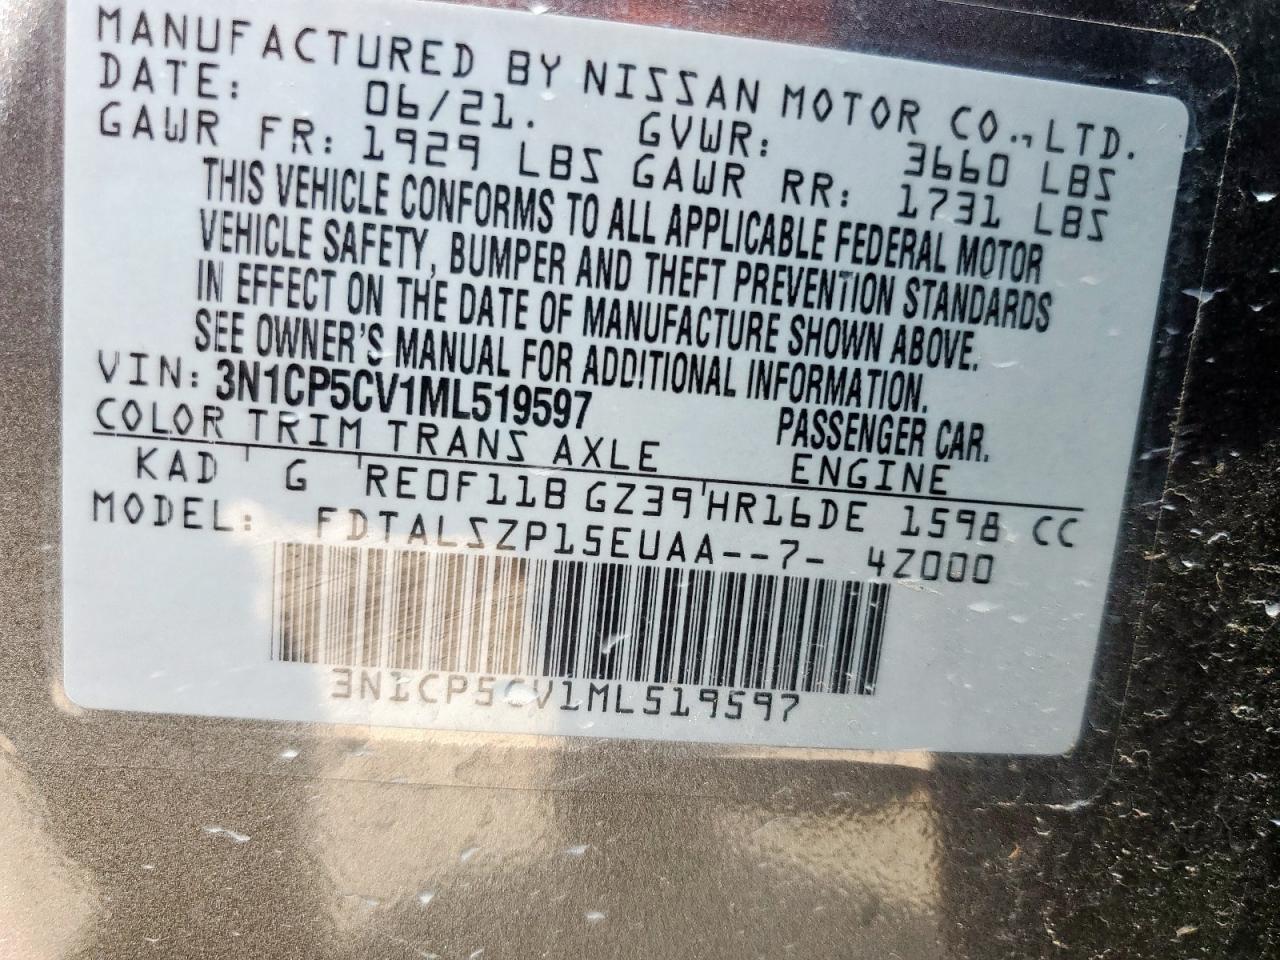 MANUFACTURED BY NISSAN MOTOR CO.,LTD.
DATE: 06/21. GVWR: 3660 LBS
GAWR FR: 1929 LBS GAWR RR: 1731 LBS
THIS VEHICLE CONFORMS TO ALL APPLICABLE FEDERAL MOTOR
VEHICLE SAFETY, BUMPER AND THEFT PREVENTION STANDARDS
IN EFFECT ON THE DATE OF MANUFACTURE SHOWN ABOVE.
SEE OWNER'S MANUAL FOR ADDITIONAL INFORMATION.
VIN: 3N1CP5CV1ML519597 PASSENGER CAR.
COLOR TRIM TRANS AXLE ENGINE
KAD G RE0F11B GZ39 HR16DE 1598 CC
MODEL: FDTALSZP15EUAA--7- 4Z000
3N1CP5CV1ML519597